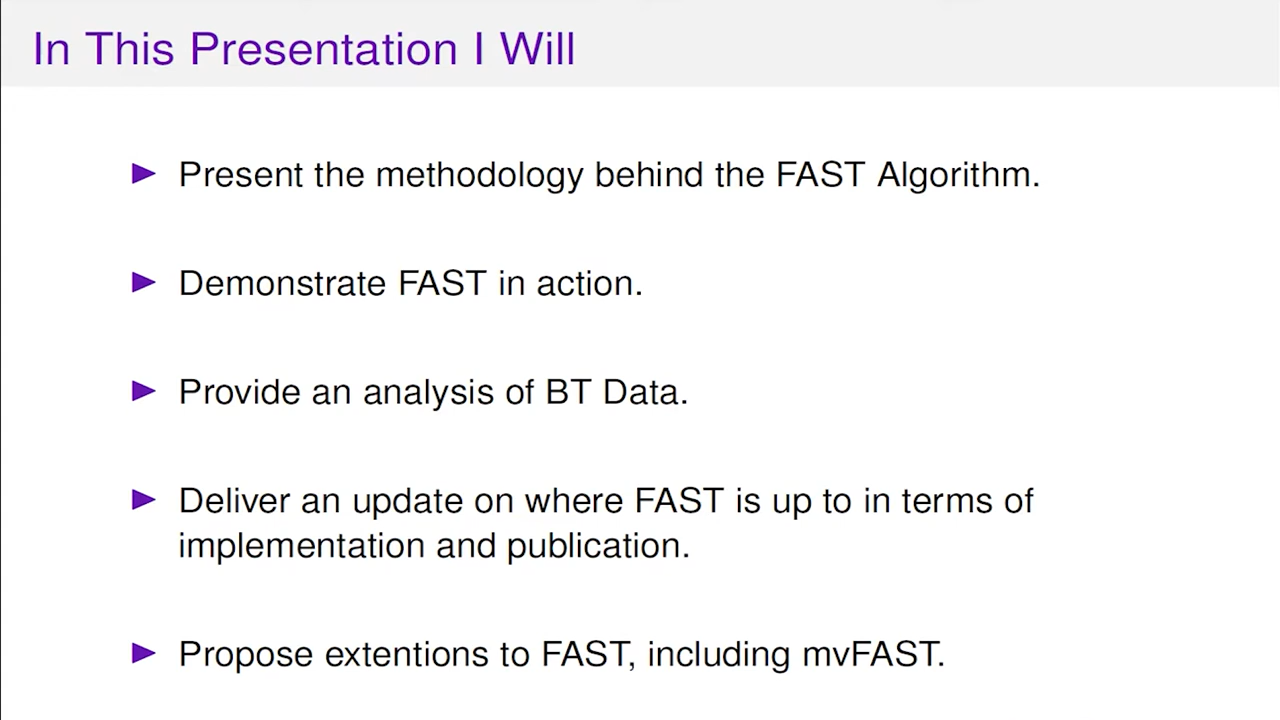 In This Presentation I Will
Present the methodology behind the FAST Algorithm.
Demonstrate FAST in action.
Provide an analysis of BT Data.
Deliver an update on where FAST is up to in terms of
implementation and publication.
Propose extentions to FAST, including mvFAST.